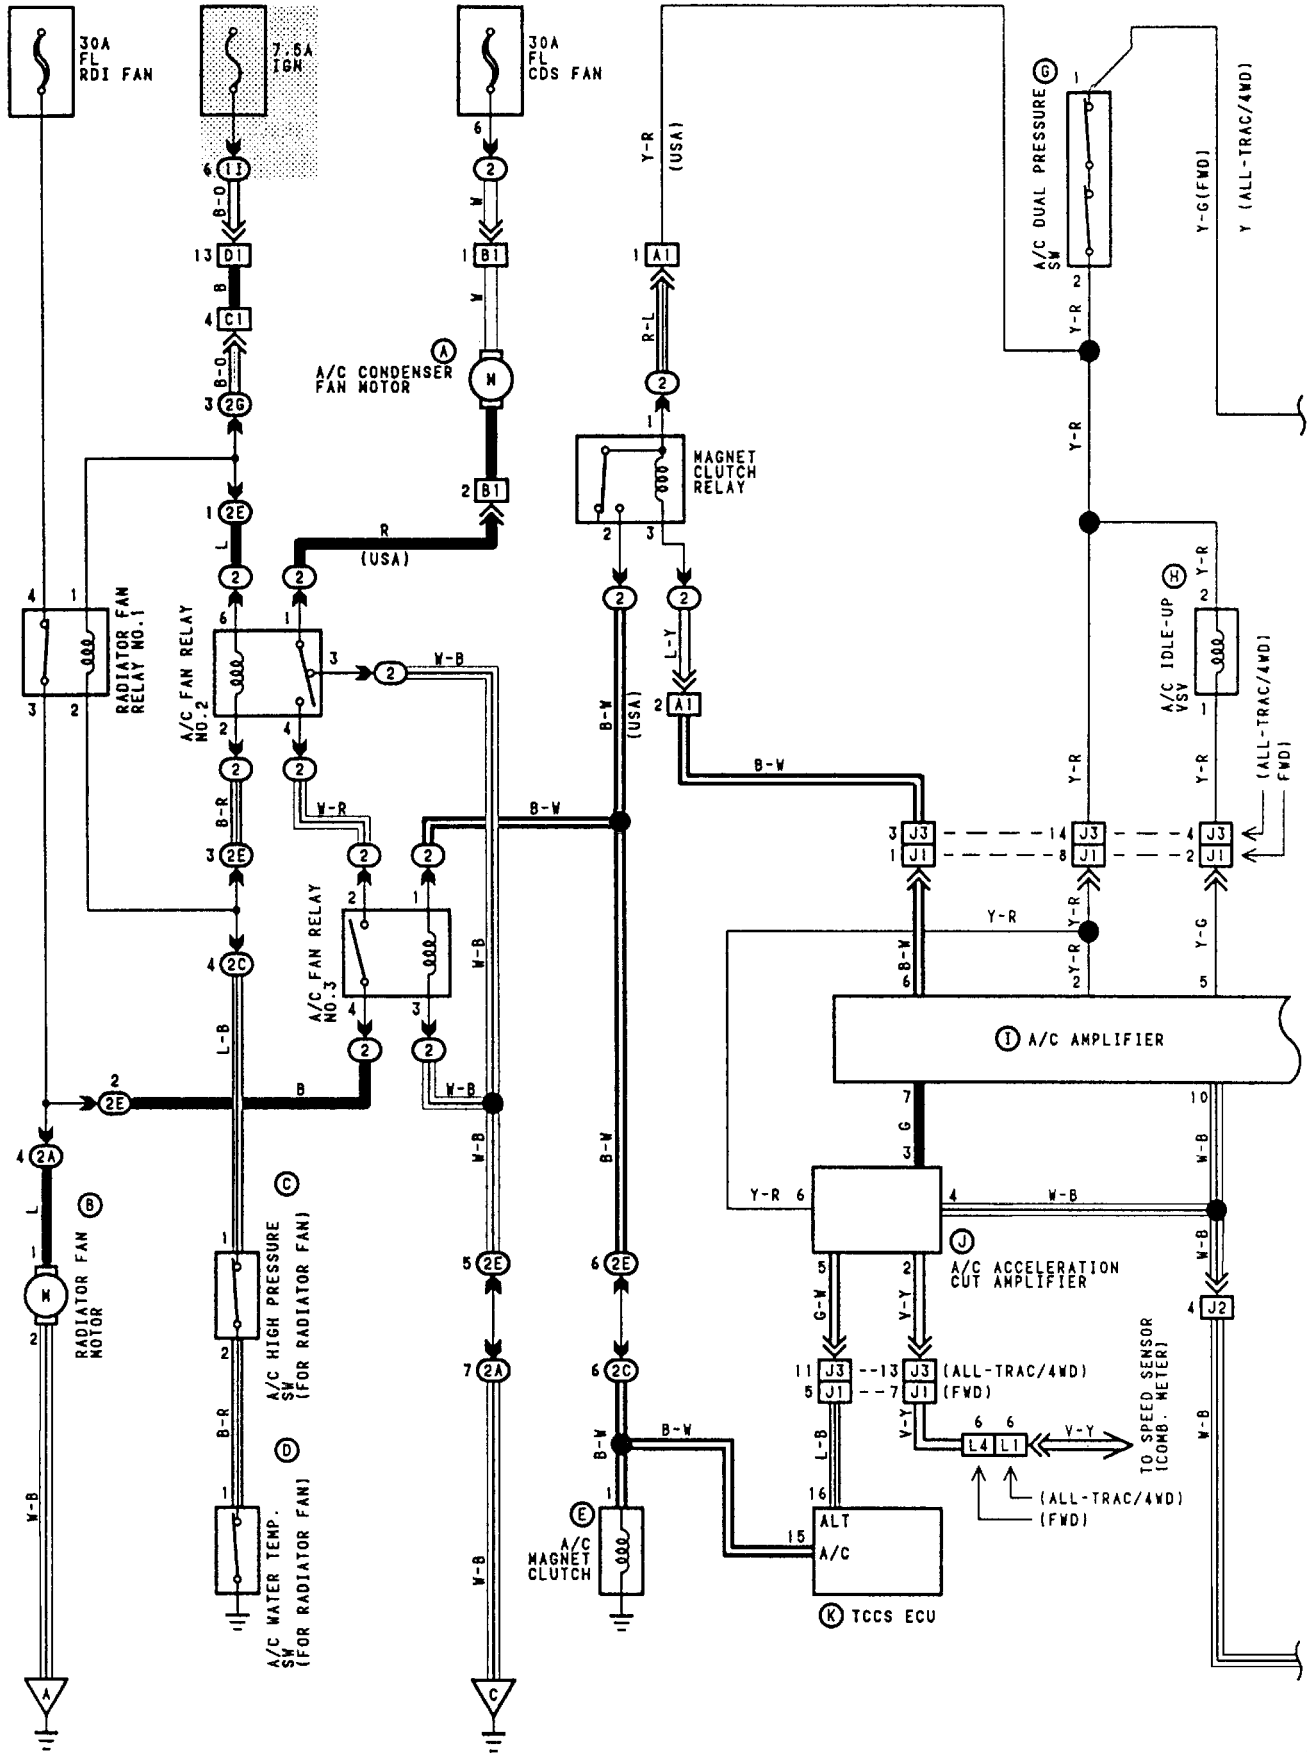 30A
FL
RDI FAN
7.5A
IGN
30A
FL
CDS FAN
6
6
1I
2
B-O
W
13
D1
1
B1
B
W
4
C1
B-O
3
2G
A
A/C CONDENSER
FAN MOTOR
M
1
2E
L
2
B1
R
(USA)
2
2
Y-R
(USA)
1
A1
R-L
2
1
MAGNET
CLUTCH
RELAY
2
3
2
2
L-Y
2
A1
B-W
(USA)
B-W
G
1
A/C DUAL PRESSURE
SW
2
Y-R
Y-R
Y-G(FWD)
Y (ALL-TRAC/4WD)
Y-R
H
2
A/C IDLE-UP
VSV
1
Y-R
Y-R
(ALL-TRAC/4WD)
FWD)
4
1
RADIATOR FAN
RELAY NO.1
3
2
6
1
3
2
W-B
A/C FAN RELAY
NO.2
2
4
2
2
B-R
W-R
B-W
3
2E
2
2
2
1
A/C FAN RELAY
NO.3
4
3
2
2
W-B
W-B
4
2C
L-B
2
2E
B
W-B
B-W
3
J3
14
J3
4
J3
1
J1
8
J1
2
J1
Y-R
Y-R
B-W
Y-R
Y-G
6
2
5
I
A/C AMPLIFIER
7
10
G
W-B
3
Y-R
6
4
W-B
J
A/C ACCELERATION
CUT AMPLIFIER
5
2
G-W
V-Y
W-B
4
J2
11
J3
--13
J3
(ALL-TRAC/4WD)
5
J1
--7
J1
(FWD)
L-B
V-Y
6
6
L4
L1
V-Y
TO SPEED SENSOR
(COMB. METER)
(ALL-TRAC/4WD)
(FWD)
W-B
4
2A
L
B
1
M
RADIATOR FAN
MOTOR
2
W-B
C
1
A/C HIGH PRESSURE
SW
(FOR RADIATOR FAN)
2
B-R
D
1
A/C WATER TEMP.
SW
(FOR RADIATOR FAN)
5
2E
6
2E
7
2A
6
2C
W-B
B-W
B-W
1
E
A/C
MAGNET
CLUTCH
16
ALT
15
A/C
K
TCCS ECU
A
C